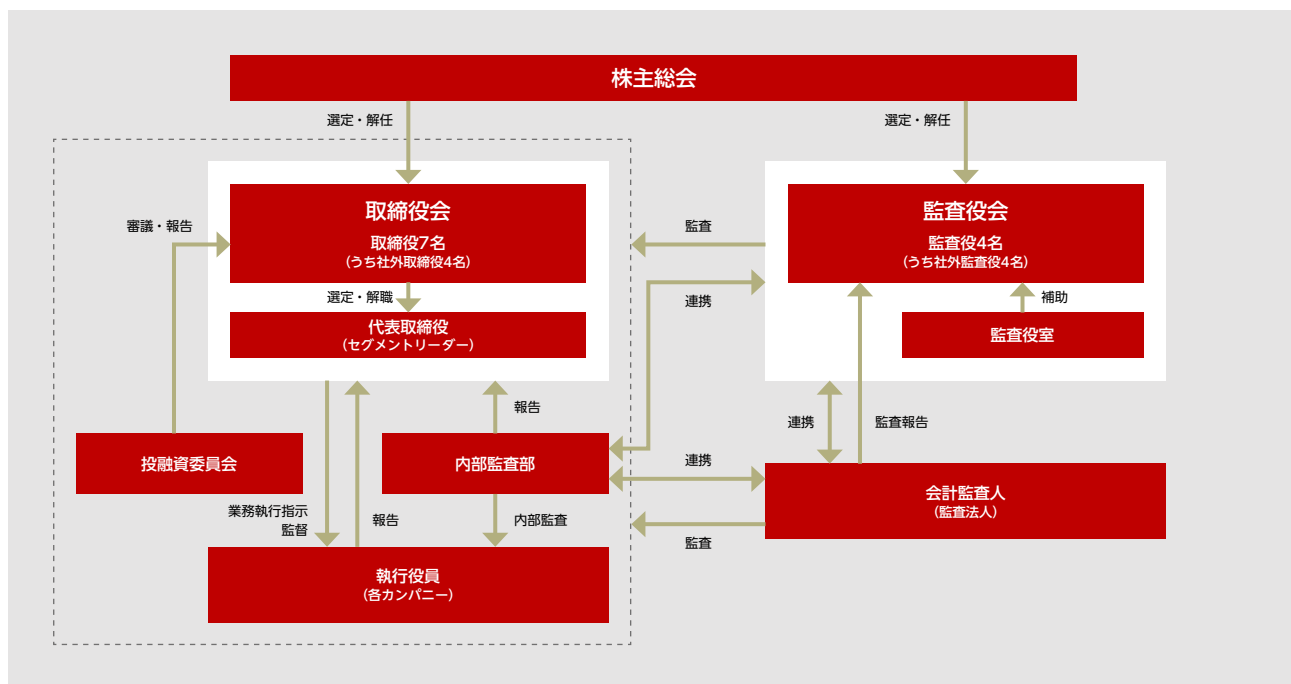 株主総会
選定・解任
選定・解任
取締役会
取締役7名
(うち社外取締役4名)
監査役会
監査役4名
(うち社外監査役4名)
審議・報告
監査
選定・解職
連携
補助
代表取締役
(セグメントリーダー)
監査役室
報告
連携
監査報告
投融資委員会
内部監査部
連携
会計監査人
(監査法人)
業務執行指示
監督
報告
内部監査
監査
執行役員
(各カンパニー)